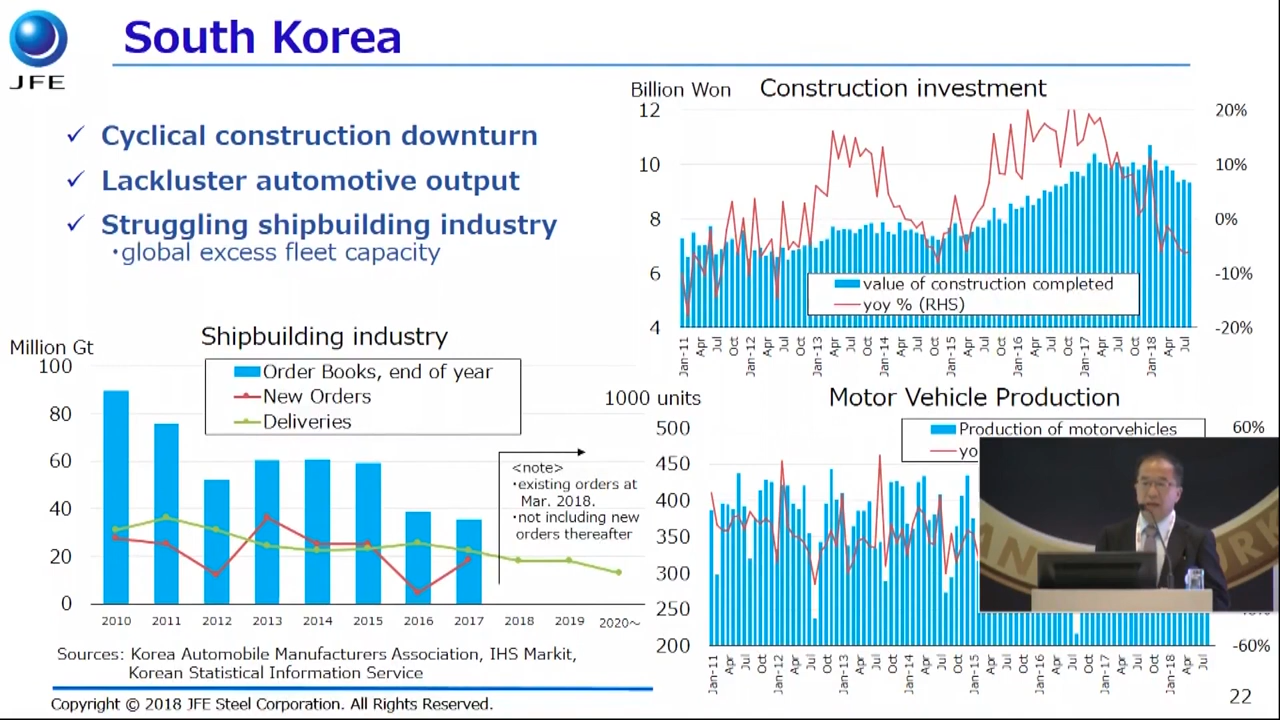 JFE
South Korea
✓ Cyclical construction downturn
✓ Lackluster automotive output
✓ Struggling shipbuilding industry
・global excess fleet capacity
Billion Won
Construction investment
12
10
8
6
4
20%
10%
0%
-10%
-20%
value of construction completed
yoy % (RHS)
Jan-11 Apr Jul Oct Jan-12 Apr Jul Oct Jan-13 Apr Jul Oct Jan-14 Apr Jul Oct Jan-15 Apr Jul Oct Jan-16 Apr Jul Oct Jan-17 Apr Jul Oct Jan-18 Apr Jul
Shipbuilding industry
Million Gt
100
80
60
40
20
0
Order Books, end of year
New Orders
Deliveries
<note>
・existing orders at
Mar. 2018.
・not including new
orders thereafter
2010 2011 2012 2013 2014 2015 2016 2017 2018 2019 2020～
1000 units
Motor Vehicle Production
500
450
400
350
300
250
200
60%
-60%
Production of motorvehicles
yo
Jan-11 Apr Jul Oct Jan-12 Apr Jul Oct Jan-13 Apr Jul Oct Jan-14 Apr Jul Oct Jan-15 Apr Jul Oct Jan-16 Apr Jul Oct Jan-17 Apr Jul Oct Jan-18 Apr Jul
Sources: Korea Automobile Manufacturers Association, IHS Markit,
Korean Statistical Information Service
Copyright © 2018 JFE Steel Corporation. All Rights Reserved.
22